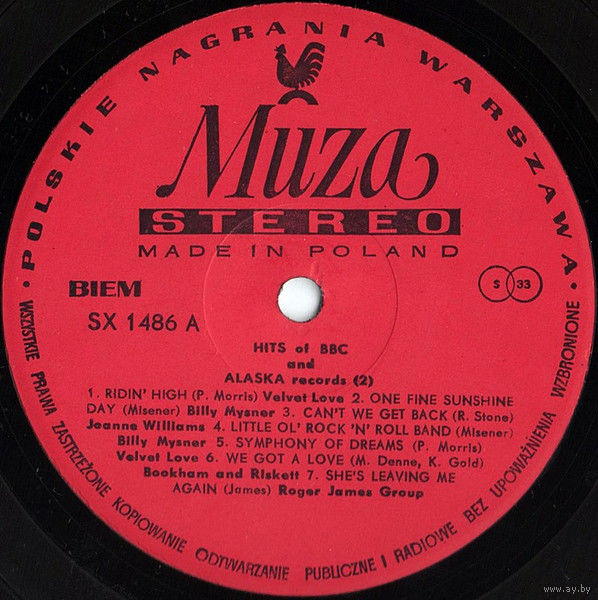 • POLSKIE NAGRANIA WARSZAWA •
Muza
STEREO
MADE IN POLAND
BIEM
S 33
SX 1486 A
HITS of BBC
and
ALASKA records (2)
1. RIDIN' HIGH (P. Morris) Velvet Love 2. ONE FINE SUNSHINE
DAY (Misener) Billy Mysner 3. CAN'T WE GET BACK (R. Stone)
Jeanne Williams 4. LITTLE OL' ROCK 'N' ROLL BAND (Misener)
Billy Mysner 5. SYMPHONY OF DREAMS (P. Morris)
Velvet Love 6. WE GOT A LOVE (M. Denne, K. Gold)
Bookham and Riskett 7. SHE'S LEAVING ME
AGAIN (James) Roger James Group
WSZYSTKIE PRAWA ZASTRZEŻONE KOPIOWANIE ODTWARZANIE PUBLICZNE I RADIOWE BEZ UPOWAŻNIENIA WZBRONIONE
www.ay.by